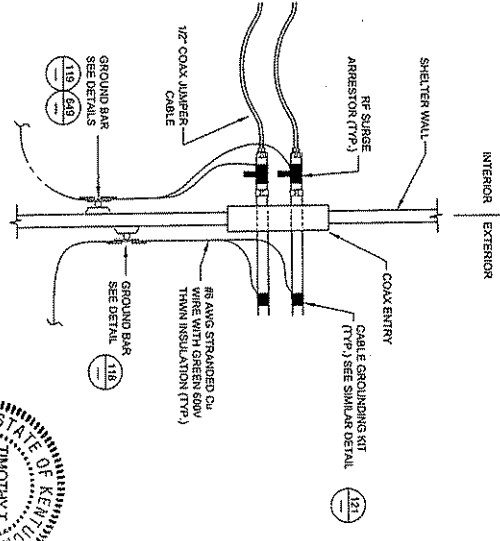 INTERIOR
EXTERIOR
SHELTER WALL
RF SURGE
ARRESTOR (TYP.)
1/2" COAX JUMPER
CABLE
GROUND BAR
SEE DETAILS
119
649
COAX ENTRY
CABLE GROUNDING KIT
(TYP.) SEE SIMILAR DETAIL
121
#6 AWG STRANDED Cu
WIRE WITH GREEN 600V
THWN INSULATION (TYP.)
GROUND BAR
SEE DETAIL
118
STATE OF
TIMOTHY